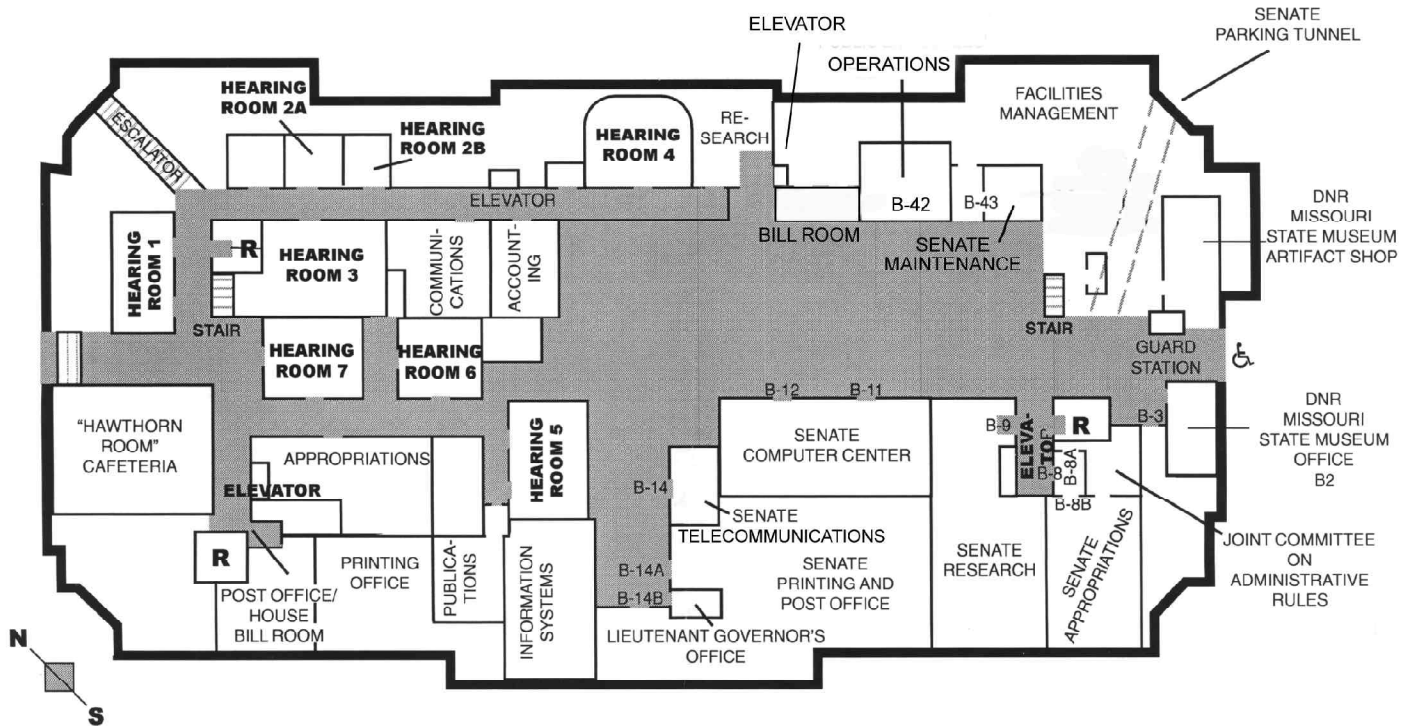 ELEVATOR
SENATE
PARKING TUNNEL
OPERATIONS
HEARING
ROOM 2A
FACILITIES
MANAGEMENT
ESCALATOR
HEARING
ROOM 2B
HEARING
ROOM 4
RE-
SEARCH
ELEVATOR
B-42
B-43
DNR
MISSOURI
STATE MUSEUM
ARTIFACT SHOP
HEARING
ROOM 1
R
HEARING
ROOM 3
COMMUNI-
CATIONS
ACCOUNT-
ING
BILL ROOM
SENATE
MAINTENANCE
STAIR
STAIR
HEARING
ROOM 7
HEARING
ROOM 6
GUARD
STATION
B-12
B-11
"HAWTHORN
ROOM"
CAFETERIA
APPROPRIATIONS
HEARING
ROOM 5
SENATE
COMPUTER CENTER
B-9
ELEVA-
TOR
R
B-3
DNR
MISSOURI
STATE MUSEUM
OFFICE
B2
B-8
B-8A
B-8B
ELEVATOR
B-14
SENATE
TELECOMMUNICATIONS
R
PRINTING
OFFICE
PUBLICA-
TIONS
INFORMATION
SYSTEMS
B-14A
B-14B
SENATE
PRINTING AND
POST OFFICE
SENATE
RESEARCH
SENATE
APPROPRIATIONS
JOINT COMMITTEE
ON
ADMINISTRATIVE
RULES
POST OFFICE/
HOUSE
BILL ROOM
LIEUTENANT GOVERNOR'S
OFFICE
N
S